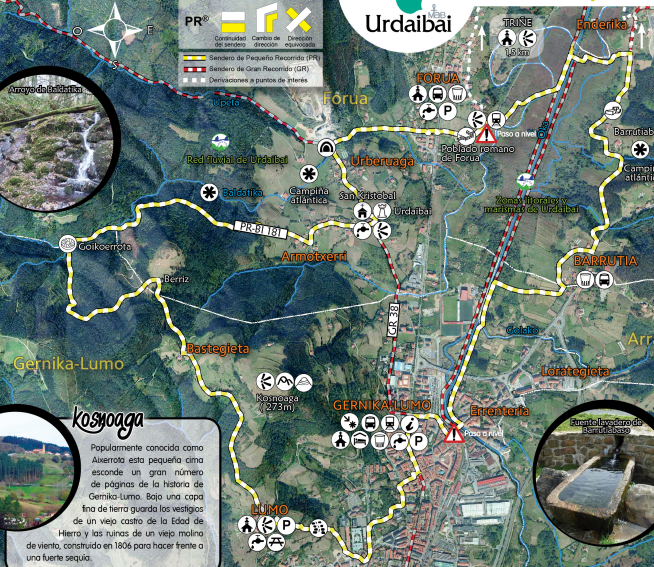 PR®
Continuidad del sendero
Cambio de dirección
Dirección equivocada
Sendero de Pequeño Recorrido (PR)
Sendero de Gran Recorrido (GR)
Derivaciones a puntos de interés
O
E
S
Urdaibai
TRIÑE
1,5 km
Enderika
Arroyo de Baldatika
FORUA
P
Forua
Paso a nivel
Poblado romano
de Forua
Red fluvial de Urdaibai
Urberuaga
Baldatika
Campiña
atlántica
San Kristobal
Urdaibai
Zonas litorales y
marismas de Urdaibai
PR-BI 181
Goikoerrota
Armotxerri
BARRUTIA
Berriz
GR 38
Bastegieta
Golako
Gernika-Lumo
Lorategieta
Kosnoaga
(273m)
GERNIKA-LUMO
i
P
Errenteria
Paso a nivel
Fuente lavadero de
Barrutiabaso
LUMO
P
kosnoaga
Popularmente conocida como
Aixerrota esta pequeña cima
esconde un gran número
de páginas de la historia de
Gernika-Lumo. Bajo una capa
fina de tierra guarda los vestigios
de un viejo castro de la Edad de
Hierro y las ruinas de un viejo molino
de viento, construido en 1806 para hacer frente a
una fuerte sequía.